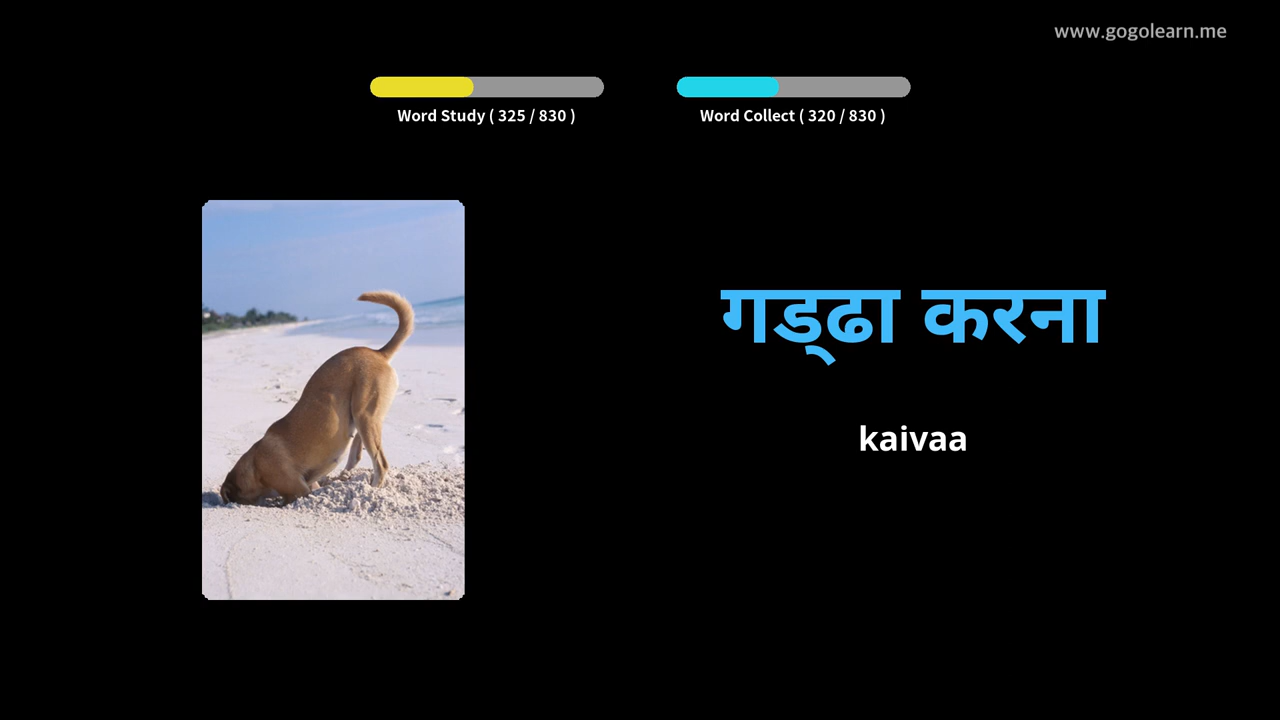 www.gogolearn.me
Word Study ( 325 / 830 )
Word Collect ( 320 / 830 )
गड्ढा करना
kaivaa